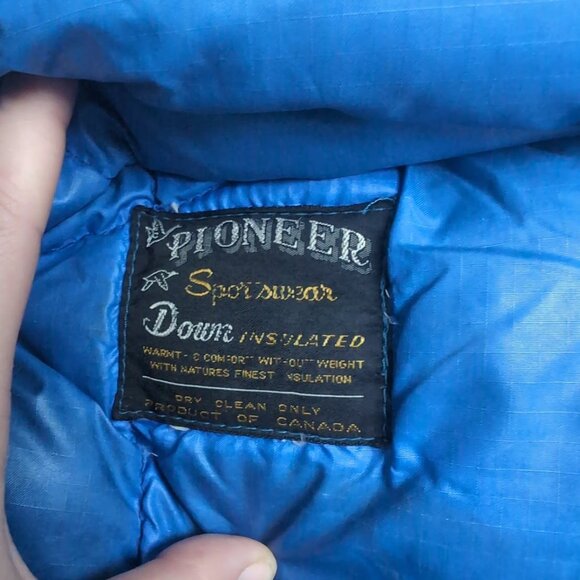 PIONEER
Sportswear
Down INSULATED
WARMTH & COMFORT WITHOUT WEIGHT
WITH NATURES FINEST INSULATION
DRY CLEAN ONLY
PRODUCT OF CANADA